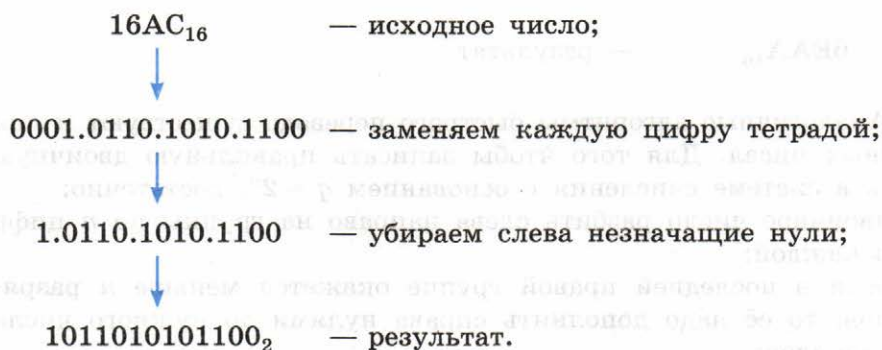 16AC₁₆ — исходное число;
0001.0110.1010.1100 — заменяем каждую цифру тетрадой;
1.0110.1010.1100 — убираем слева незначащие нули;
1011010101100₂ — результат.